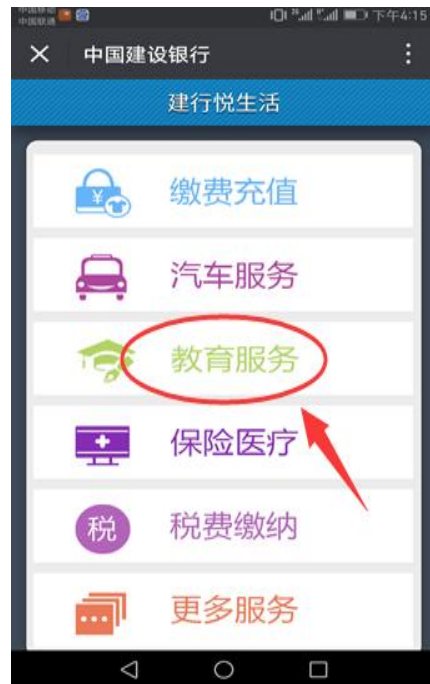 中国移动
中国联通
下午4:15
中国建设银行
建行悦生活
¥
缴费充值
汽车服务
教育服务
保险医疗
税
税费缴纳
更多服务